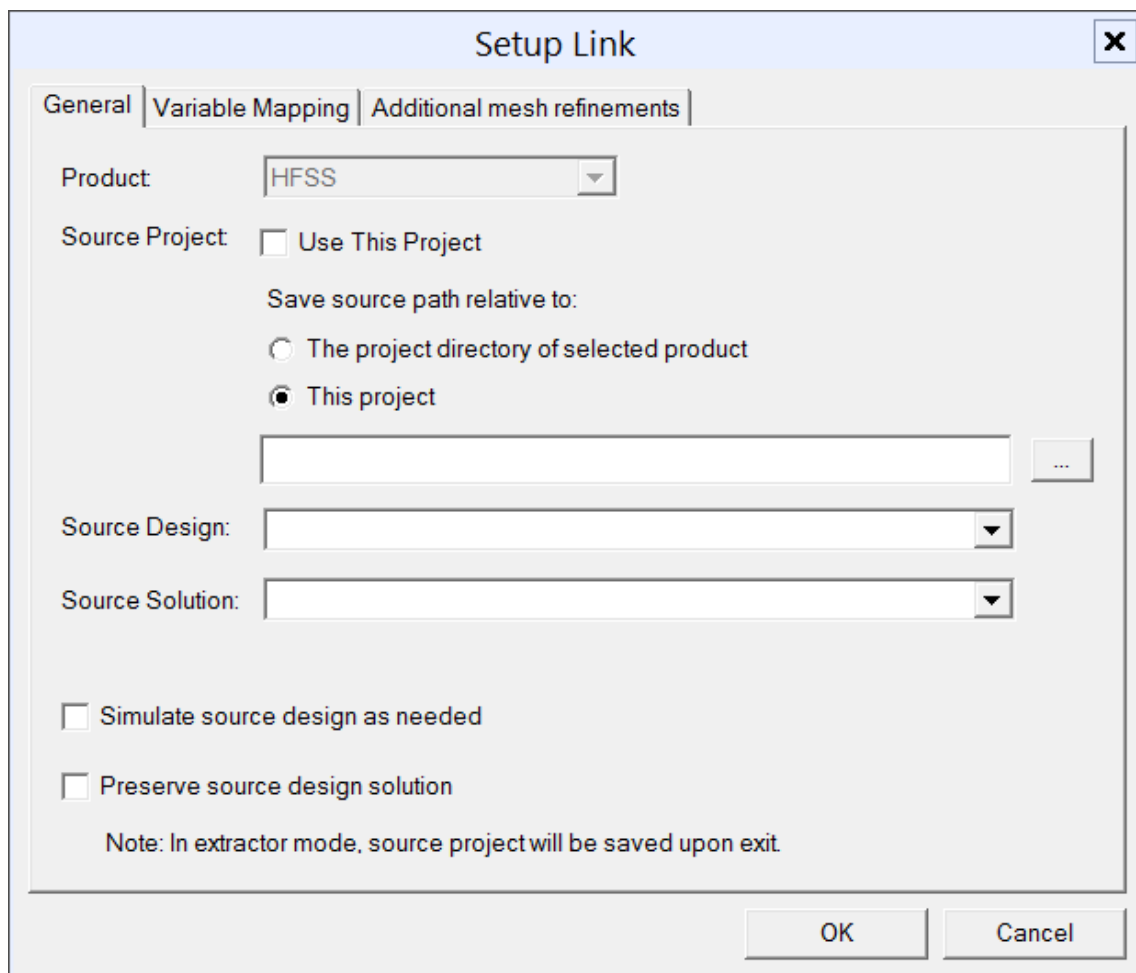 Setup Link
General Variable Mapping Additional mesh refinements
Product: HFSS
Source Project: Use This Project
Save source path relative to:
The project directory of selected product
This project
...
Source Design:
Source Solution:
Simulate source design as needed
Preserve source design solution
Note: In extractor mode, source project will be saved upon exit.
OK Cancel